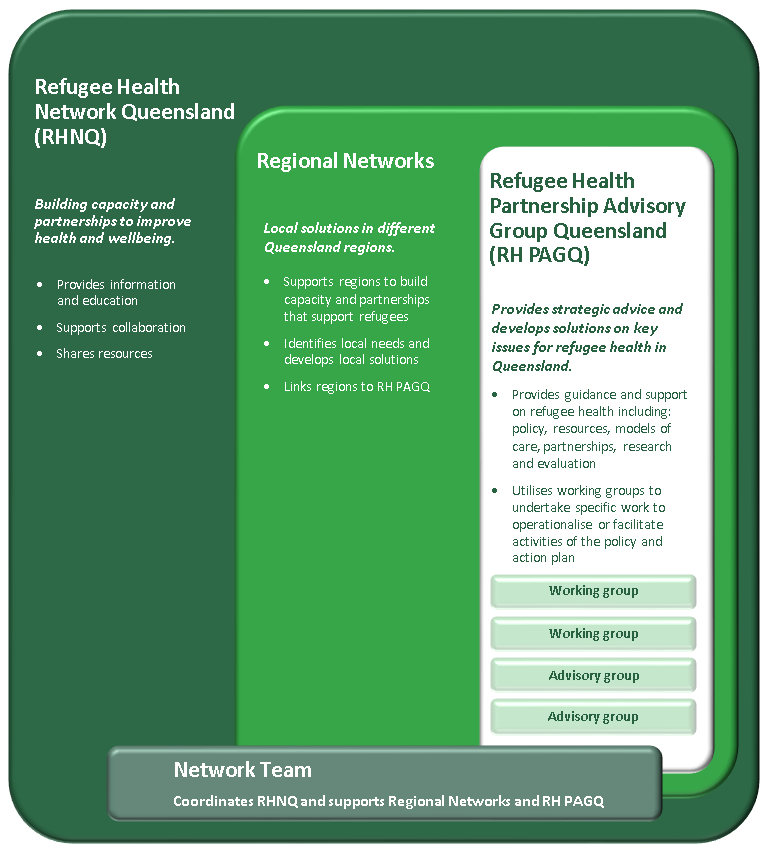 Refugee Health
Network Queensland
(RHNQ)
Building capacity and
partnerships to improve
health and wellbeing.
• Provides information
and education
• Supports collaboration
• Shares resources
Regional Networks
Local solutions in different
Queensland regions.
• Supports regions to build
capacity and partnerships
that support refugees
• Identifies local needs and
develops local solutions
• Links regions to RH PAGQ
Refugee Health
Partnership Advisory
Group Queensland
(RH PAGQ)
Provides strategic advice and
develops solutions on key
issues for refugee health in
Queensland.
• Provides guidance and support
on refugee health including:
policy, resources, models of
care, partnerships, research
and evaluation
• Utilises working groups to
undertake specific work to
operationalise or facilitate
activities of the policy and
action plan
Working group
Working group
Advisory group
Advisory group
Network Team
Coordinates RHNQ and supports Regional Networks and RH PAGQ